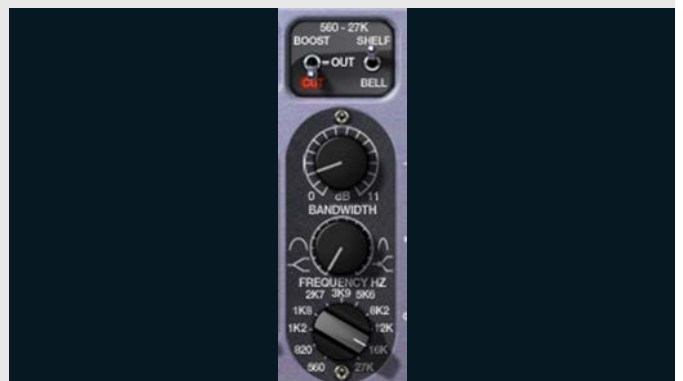 560 - 27K
BOOST SHELF
OUT
CUT
BELL
0 dB 11
BANDWIDTH
FREQUENCY HZ
2K7 3K9 5K6
1K8 8K2
1K2 12K
820 16K
560 27K